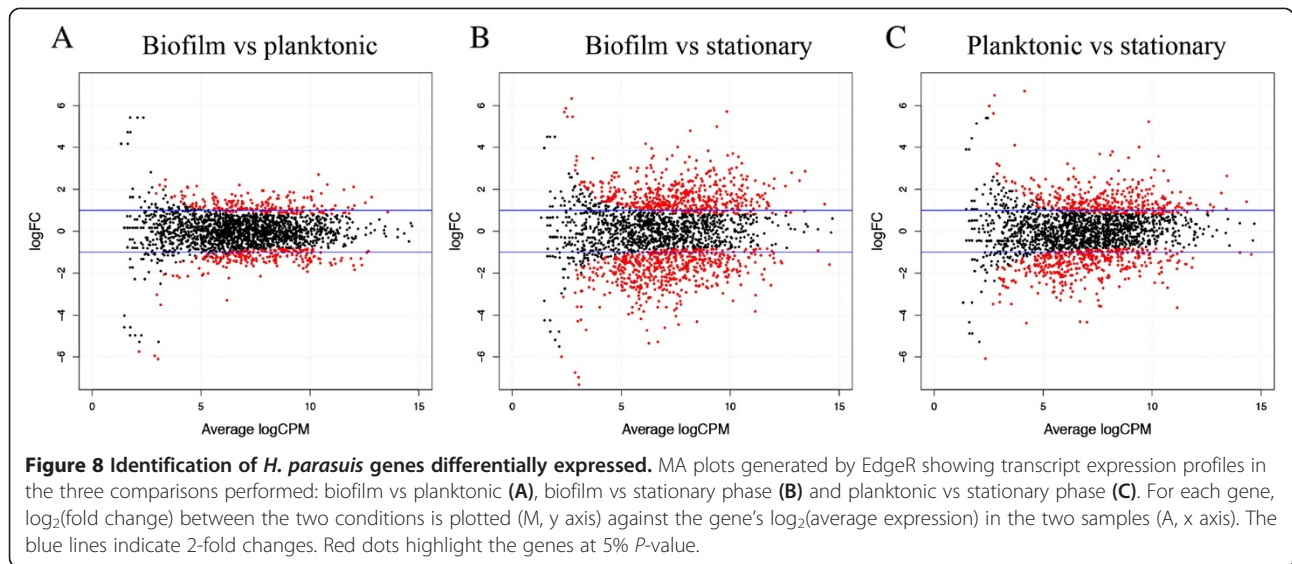 A Biofilm vs planktonic
B Biofilm vs stationary
C Planktonic vs stationary
logFC
6
4
2
0
−2
−4
−6
0 5 10 15
Average logCPM
logFC
6
4
2
0
−2
−4
−6
0 5 10 15
Average logCPM
logFC
6
4
2
0
−2
−4
−6
0 5 10 15
Average logCPM
Figure 8 Identification of H. parasuis genes differentially expressed. MA plots generated by EdgeR showing transcript expression profiles in
the three comparisons performed: biofilm vs planktonic (A), biofilm vs stationary phase (B) and planktonic vs stationary phase (C). For each gene,
log₂(fold change) between the two conditions is plotted (M, y axis) against the gene's log₂(average expression) in the two samples (A, x axis). The
blue lines indicate 2-fold changes. Red dots highlight the genes at 5% P-value.